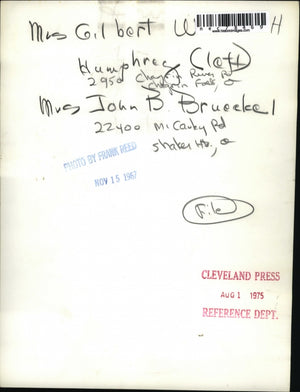 Mrs Gilbert W H
Humphrey (left)
2950 Chagrin River Rd
Chagrin Falls, O
Mrs John B. Brueckel
22400 McCauley Rd
Shaker Hts, O
PHOTO BY FRANK REED
NOV 15 1967
File
CLEVELAND PRESS
AUG 1 1975
REFERENCE DEPT.